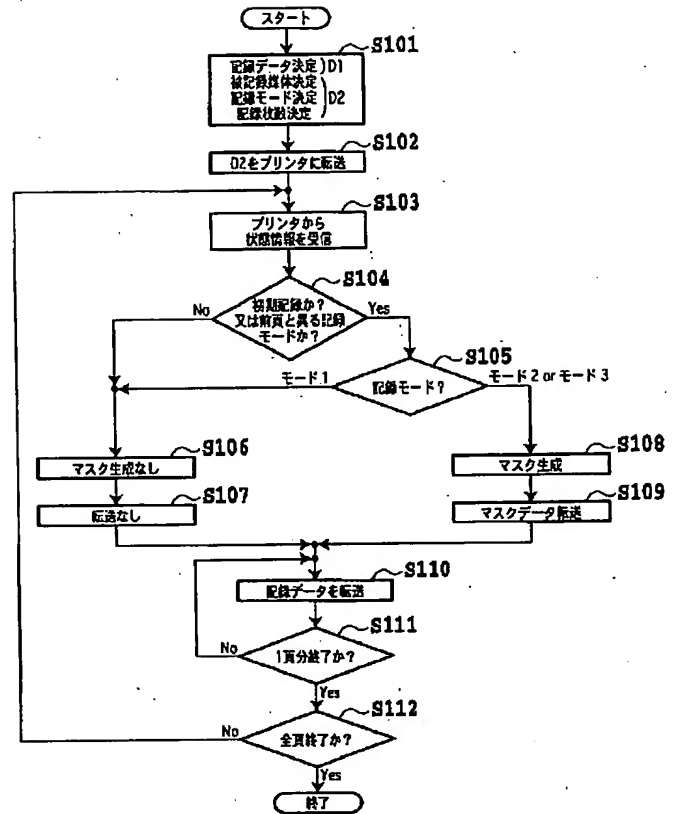 スタート
S101
記録データ決定 D1
被記録媒体決定
記録モード決定 D2
記録枚数決定
S102
D2をプリンタに転送
S103
プリンタから
状態情報を受信
S104
初期記録か?
又は前頁と異る記録
モードか?
No
Yes
S105
記録モード?
モード1
モード2 or モード3
S106
マスク生成なし
S107
転送なし
S108
マスク生成
S109
マスクデータ転送
S110
記録データを転送
S111
1頁分終了か?
No
Yes
S112
全頁終了か?
No
Yes
終了